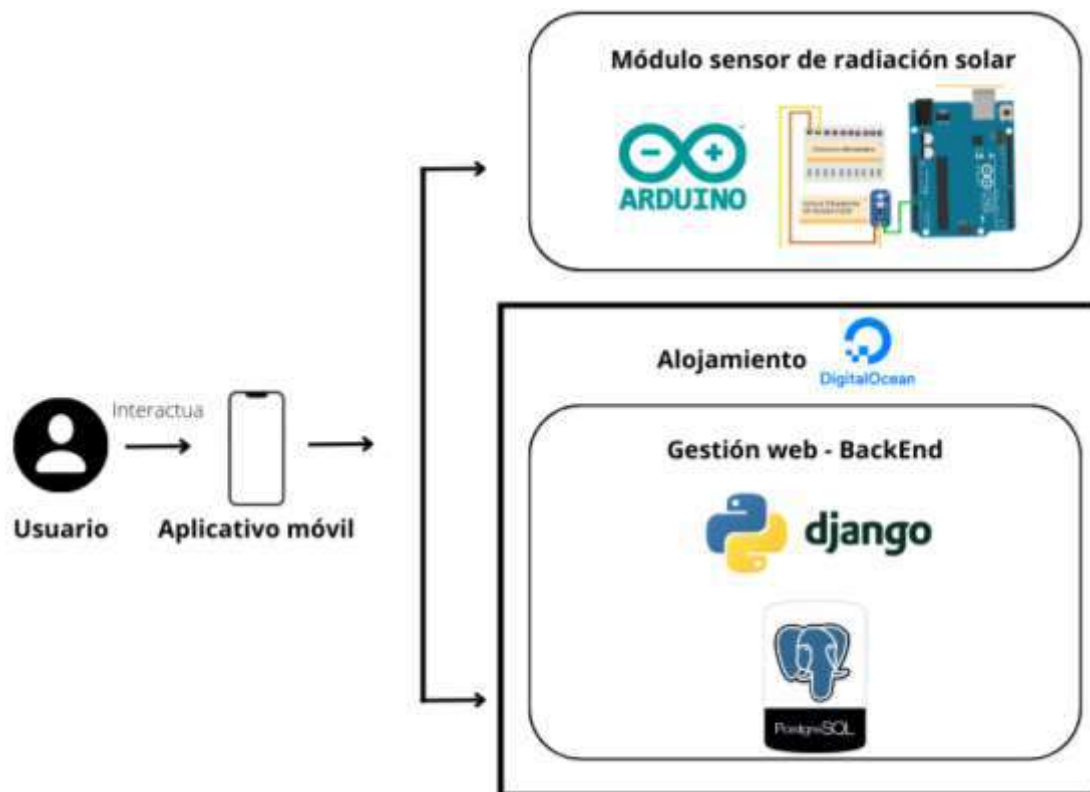 Módulo sensor de radiación solar
ARDUINO
Alojamiento
DigitalOcean
Interactua
Gestión web - BackEnd
Usuario
Aplicativo móvil
django
PostgreSQL